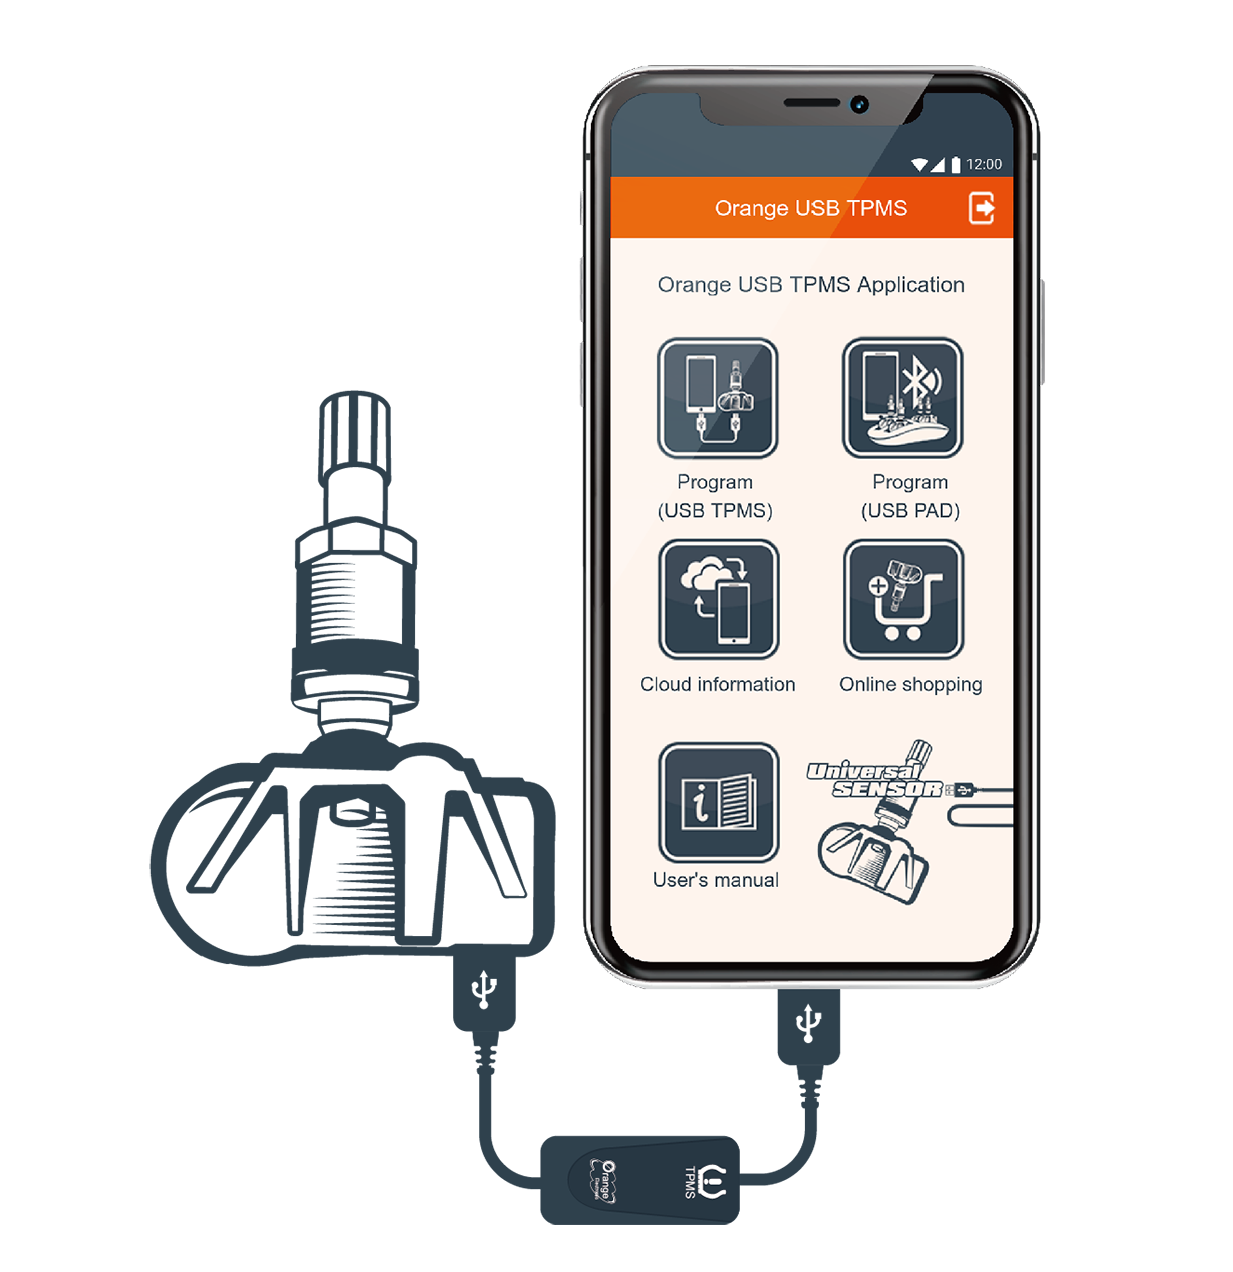 12:00
Orange USB TPMS
Orange USB TPMS Application
Program
(USB TPMS)
Program
(USB PAD)
Cloud information
Online shopping
User's manual
Universal
SENSOR
Orange
TPMS